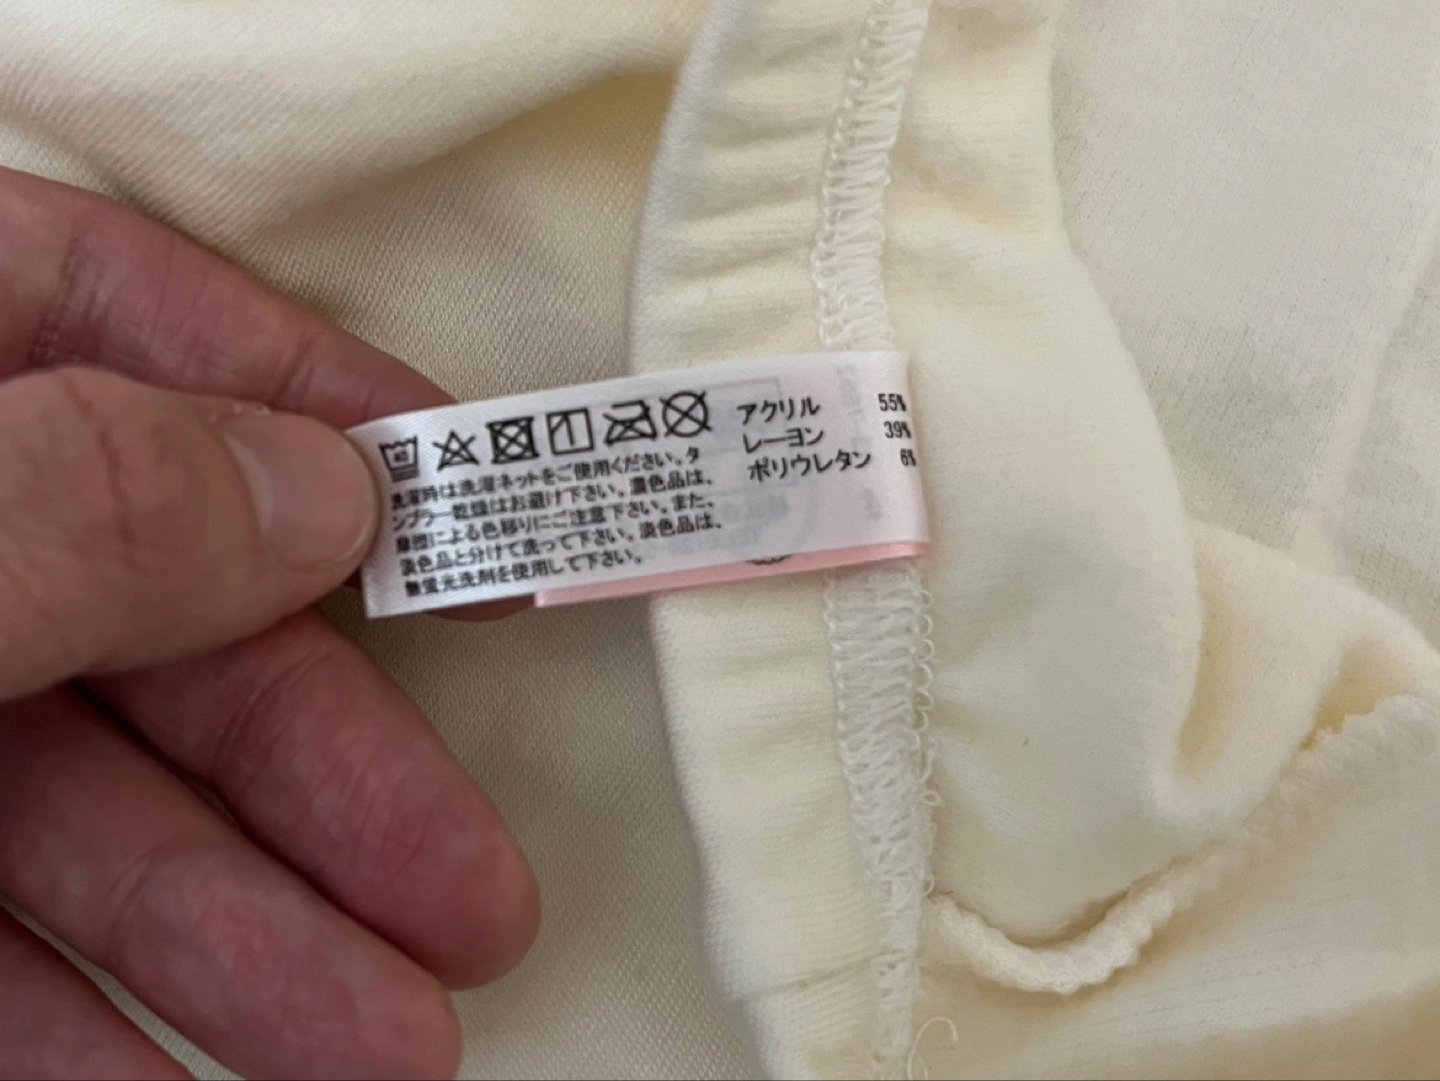 40
洗濯時は洗濯ネットをご使用ください。タ
ンブラー乾燥はお避け下さい。濃色品は、
摩擦による色移りにご注意下さい。また、
淡色品と分けて洗って下さい。淡色品は、
無蛍光洗剤を使用して下さい。
アクリル 55%
レーヨン 39%
ポリウレタン 6%